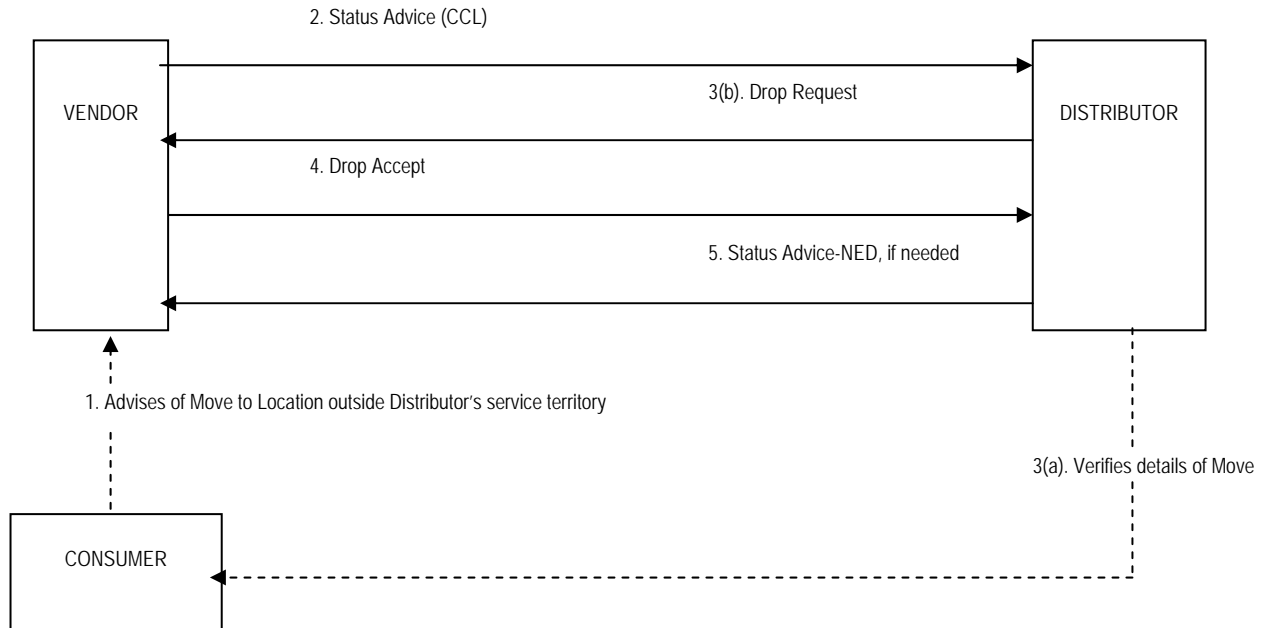 2. Status Advice (CCL)
3(b). Drop Request
VENDOR
DISTRIBUTOR
4. Drop Accept
5. Status Advice-NED, if needed
1. Advises of Move to Location outside Distributor’s service territory
3(a). Verifies details of Move
CONSUMER